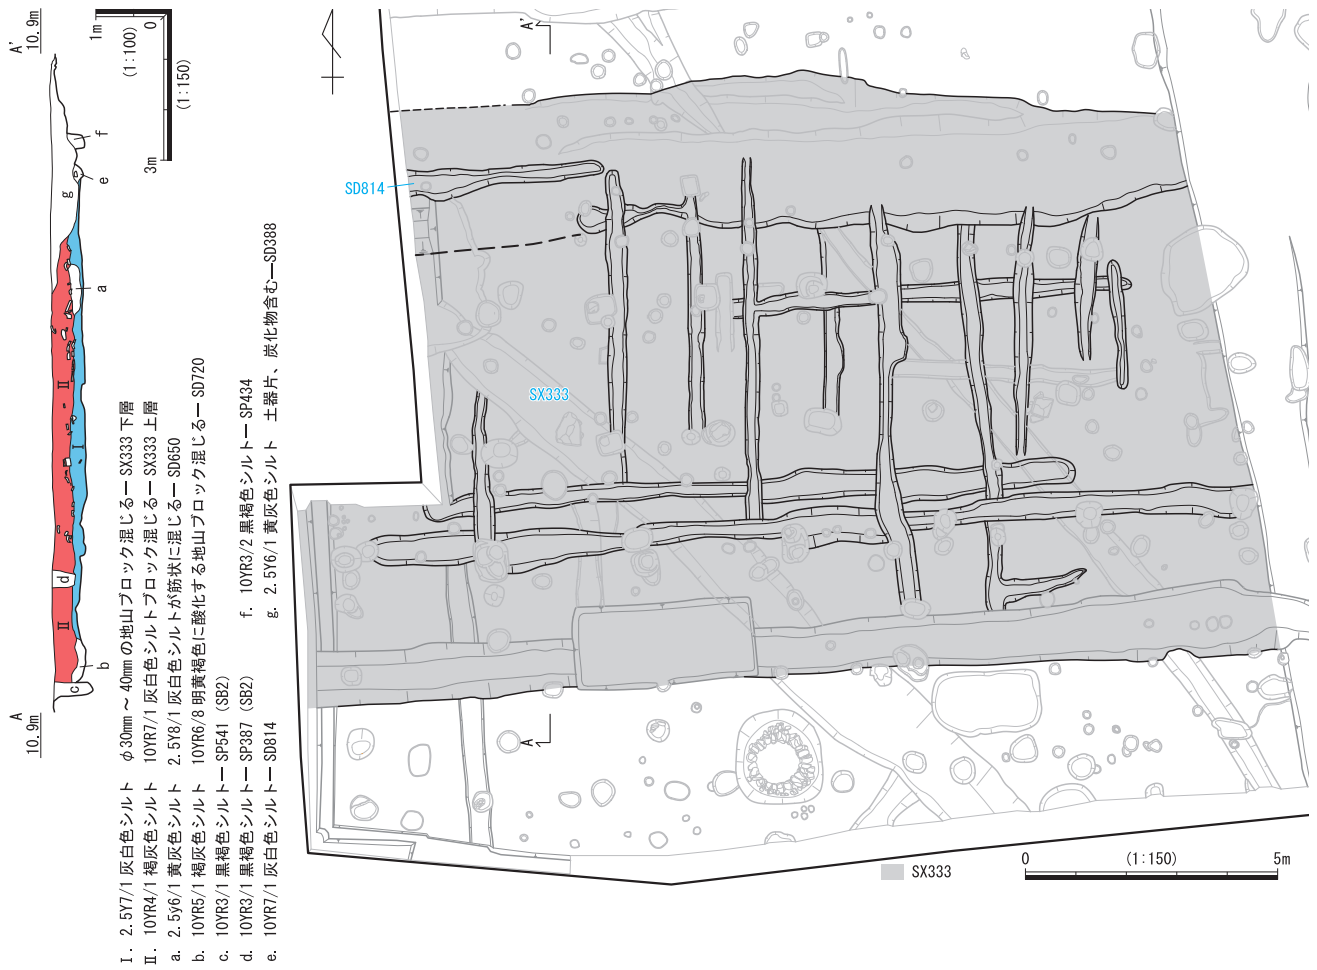 A'
10.9m
1m
0
(1:100)
(1:150)
3m
f
e
g
a
Ⅱ
Ⅰ
d
Ⅱ
b
c
A
10.9m
Ⅰ. 2.5Y7/1 灰白色シルト φ30mm～40mmの地山ブロック混じる━SX333 下層
Ⅱ. 10YR4/1 褐灰色シルト 10YR7/1 灰白色シルトブロック混じる━SX333 上層
a. 2.5y6/1 黄灰色シルト 2.5Y8/1 灰白色シルトが筋状に混じる━SD650
b. 10YR5/1 褐灰色シルト 10YR6/8 明黄褐色に酸化する地山ブロック混じる━SD720
c. 10YR3/1 黒褐色シルト━SP541 (SB2)
d. 10YR3/1 黒褐色シルト━SP387 (SB2)
e. 10YR7/1 灰白色シルト━SD814
f. 10YR3/2 黒褐色シルト━SP434
g. 2.5Y6/1 黄灰色シルト 土器片、炭化物含む━SD388
A'
SD814
SX333
A
SX333
0
(1:150)
5m